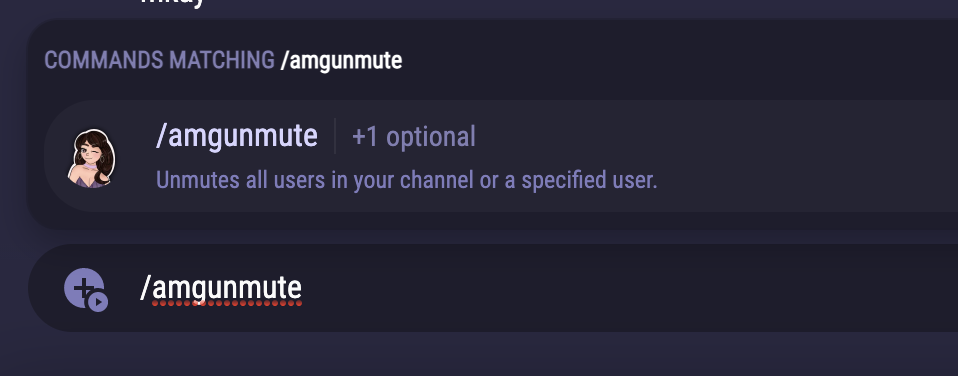 COMMANDS MATCHING /amgunmute
/amgunmute +1 optional
Unmutes all users in your channel or a specified user.
/amgunmute